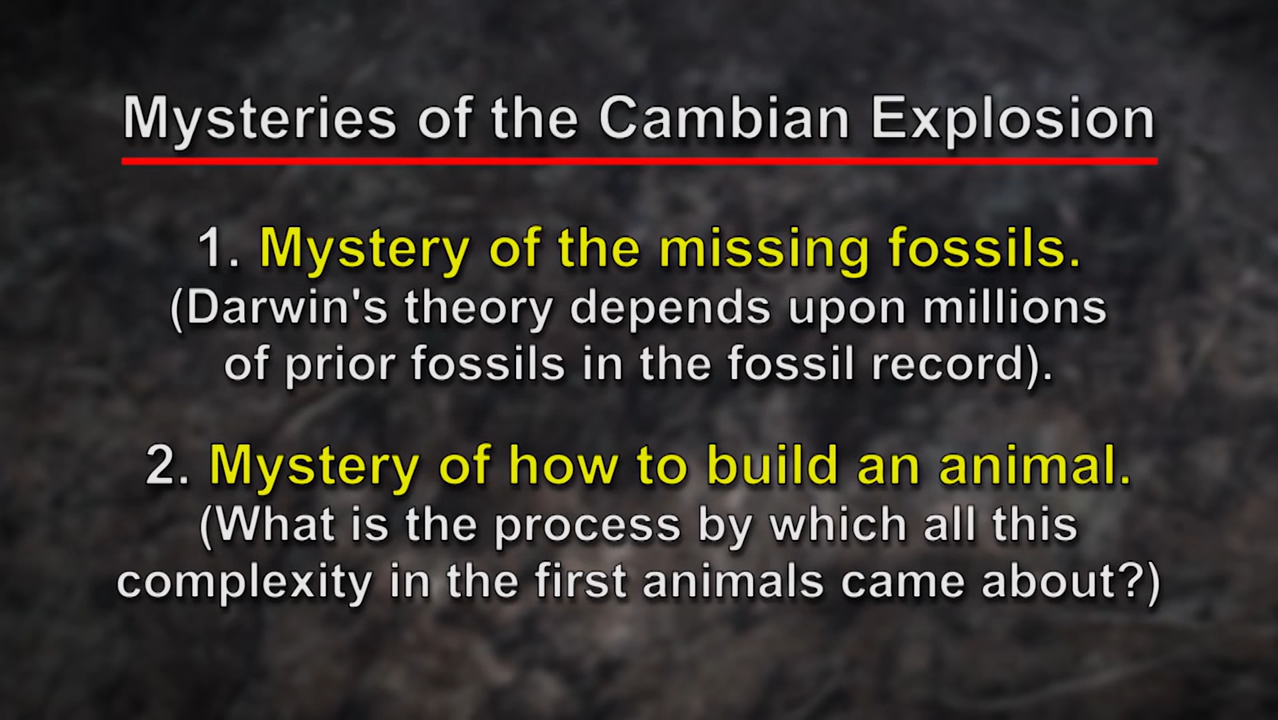 Mysteries of the Cambian Explosion
1. Mystery of the missing fossils.
(Darwin's theory depends upon millions
of prior fossils in the fossil record).
2. Mystery of how to build an animal.
(What is the process by which all this
complexity in the first animals came about?)